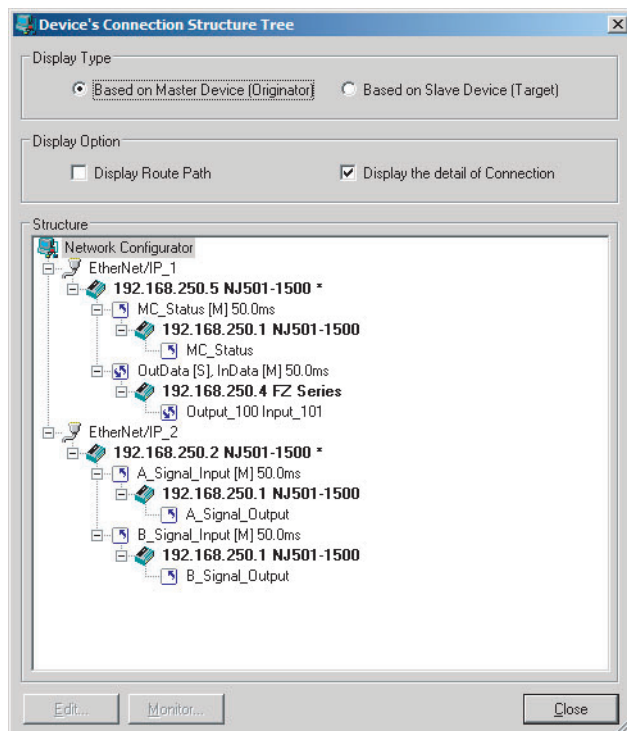 Device's Connection Structure Tree
Display Type
Based on Master Device (Originator) Based on Slave Device (Target)
Display Option
Display Route Path Display the detail of Connection
Structure
Network Configurator
EtherNet/IP_1
192.168.250.5 NJ501-1500 *
MC_Status [M] 50.0ms
192.168.250.1 NJ501-1500
MC_Status
OutData [S], InData [M] 50.0ms
192.168.250.4 FZ Series
Output_100 Input_101
EtherNet/IP_2
192.168.250.2 NJ501-1500 *
A_Signal_Input [M] 50.0ms
192.168.250.1 NJ501-1500
A_Signal_Output
B_Signal_Input [M] 50.0ms
192.168.250.1 NJ501-1500
B_Signal_Output
Edit... Monitor... Close